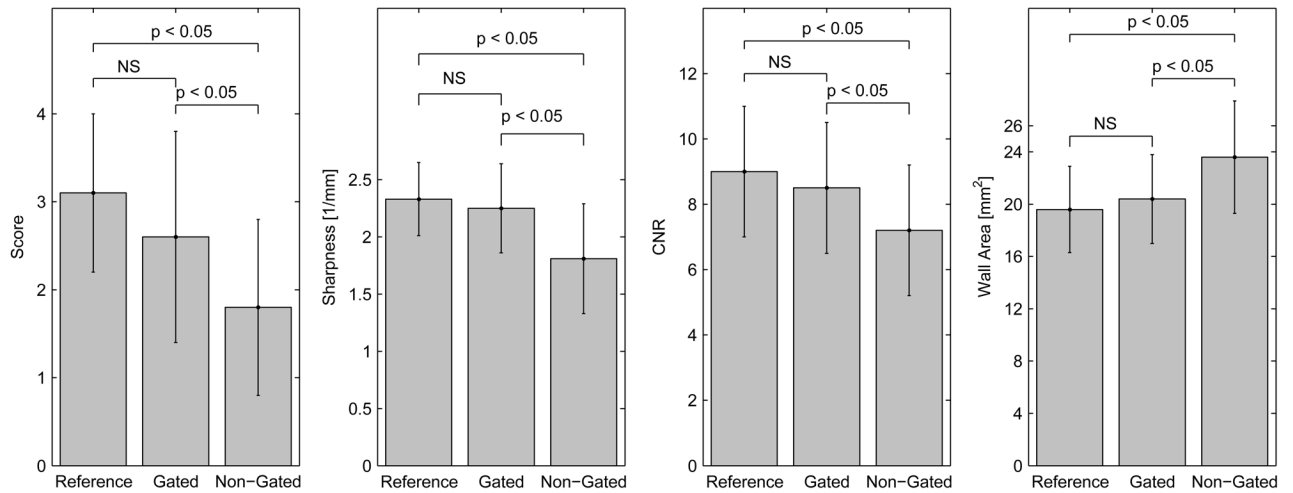 p < 0.05
NS
p < 0.05
4
3
2
1
0
Score
Reference Gated Non−Gated
p < 0.05
NS
p < 0.05
2.5
2
1.5
1
0.5
0
Sharpness [1/mm]
Reference Gated Non−Gated
p < 0.05
NS
p < 0.05
12
10
8
6
4
2
0
CNR
Reference Gated Non−Gated
p < 0.05
p < 0.05
NS
26
24
20
16
12
8
4
0
Wall Area [mm²]
Reference Gated Non−Gated